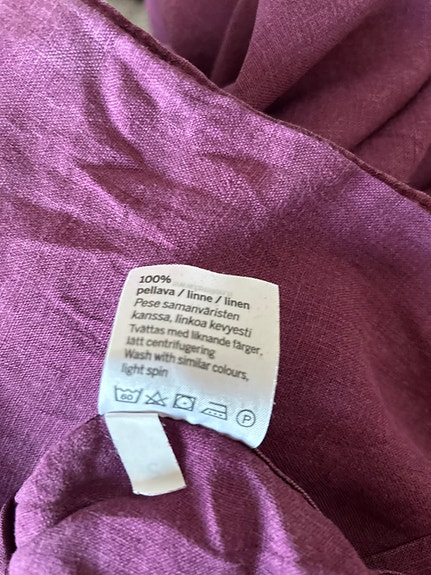 100%
pellava / linne / linen
Pese samanväristen
kanssa, linkoa kevyesti
Tvättas med liknande färger,
lätt centrifugering
Wash with similar colours,
light spin
60 P
S